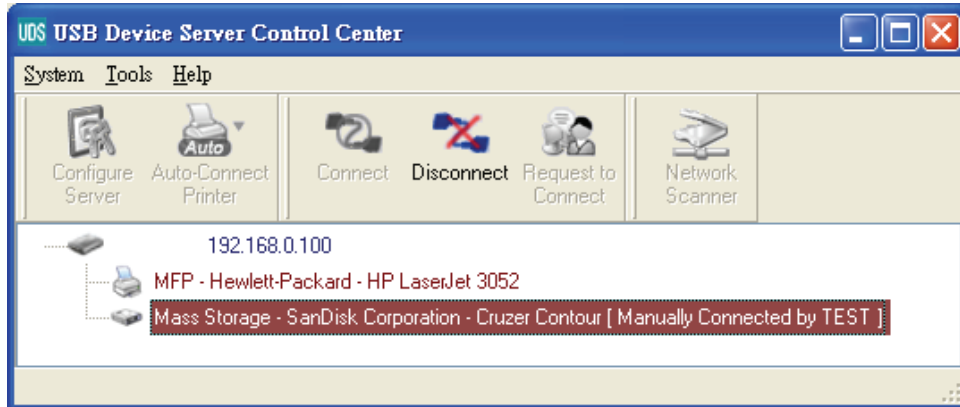 UDS USB Device Server Control Center
System Tools Help
Configure Server
Auto
Auto-Connect Printer
Connect
Disconnect
Request to Connect
Network Scanner
192.168.0.100
MFP - Hewlett-Packard - HP LaserJet 3052
Mass Storage - SanDisk Corporation - Cruzer Contour [ Manually Connected by TEST ]